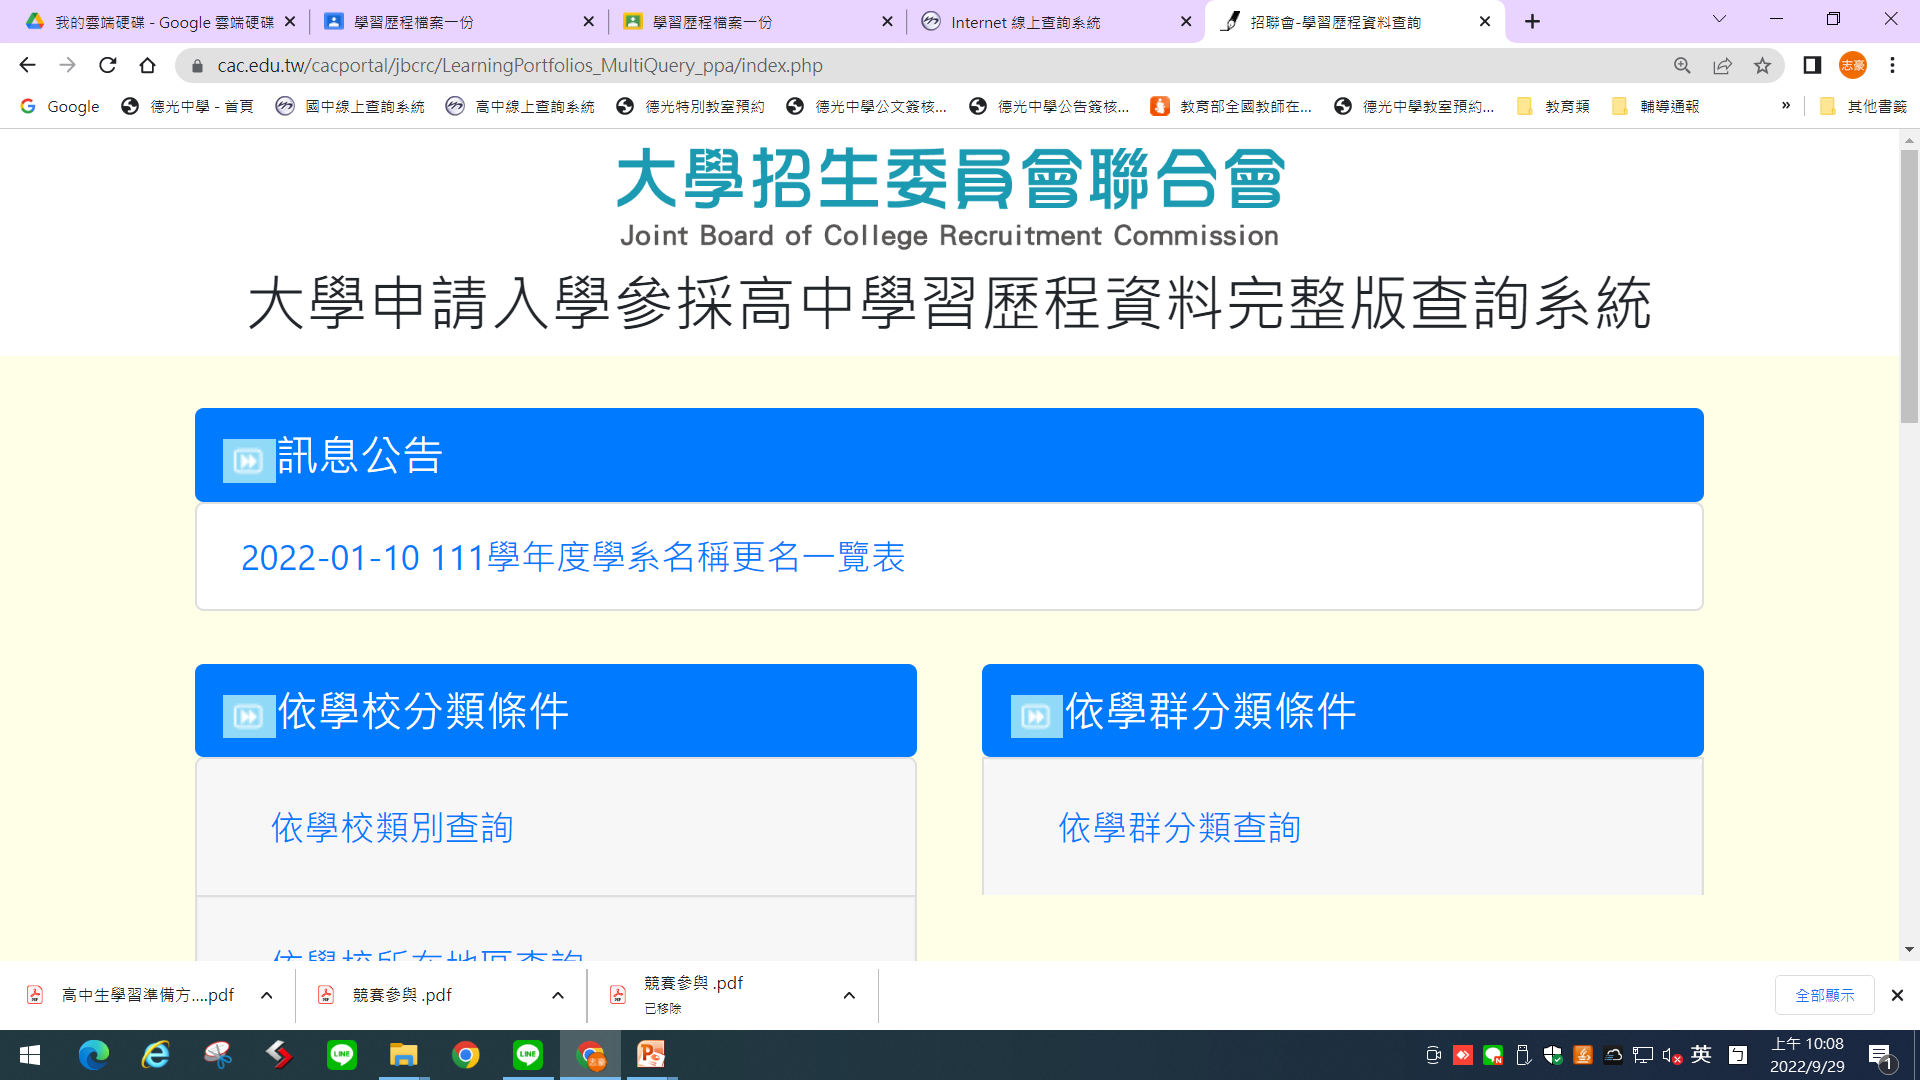 我的雲端硬碟 - Google 雲端硬碟
學習歷程檔案一份
學習歷程檔案一份
Internet 線上查詢系統
招聯會-學習歷程資料查詢
cac.edu.tw/cacportal/jbcrc/LearningPortfolios_MultiQuery_ppa/index.php
志豪
Google
德光中學 - 首頁
國中線上查詢系統
高中線上查詢系統
德光特別教室預約
德光中學公文簽核...
德光中學公告簽核...
教育部全國教師在...
德光中學教室預約...
教育類
輔導通報
»
其他書籤
大學招生委員會聯合會
Joint Board of College Recruitment Commission
大學申請入學參採高中學習歷程資料完整版查詢系統
訊息公告
2022-01-10 111學年度學系名稱更名一覽表
依學校分類條件
依學群分類條件
依學校類別查詢
依學群分類查詢
依學校所在地區查詢
高中生學習準備方....pdf
競賽參與 .pdf
競賽參與 .pdf
已移除
全部顯示
英
上午 10:08
2022/9/29
1